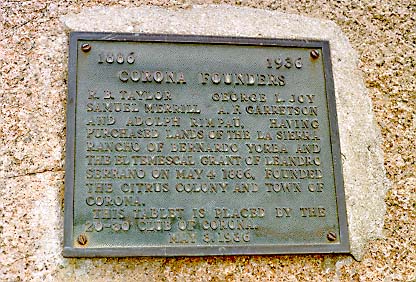 1886 1936
CORONA FOUNDERS
R. B. TAYLOR GEORGE L. JOY
SAMUEL MERRILL A. S. GARRETSON
AND ADOLPH RIMPAU HAVING
PURCHASED LANDS OF THE LA SIERRA
RANCHO OF BERNARDO YORBA AND
THE EL TEMESCAL GRANT OF LEANDRO
SERRANO ON MAY 4 1886. FOUNDED
THE CITRUS COLONY AND TOWN OF
CORONA.
THIS TABLET IS PLACED BY THE
20-30 CLUB OF CORONA.
MAY 3. 1936